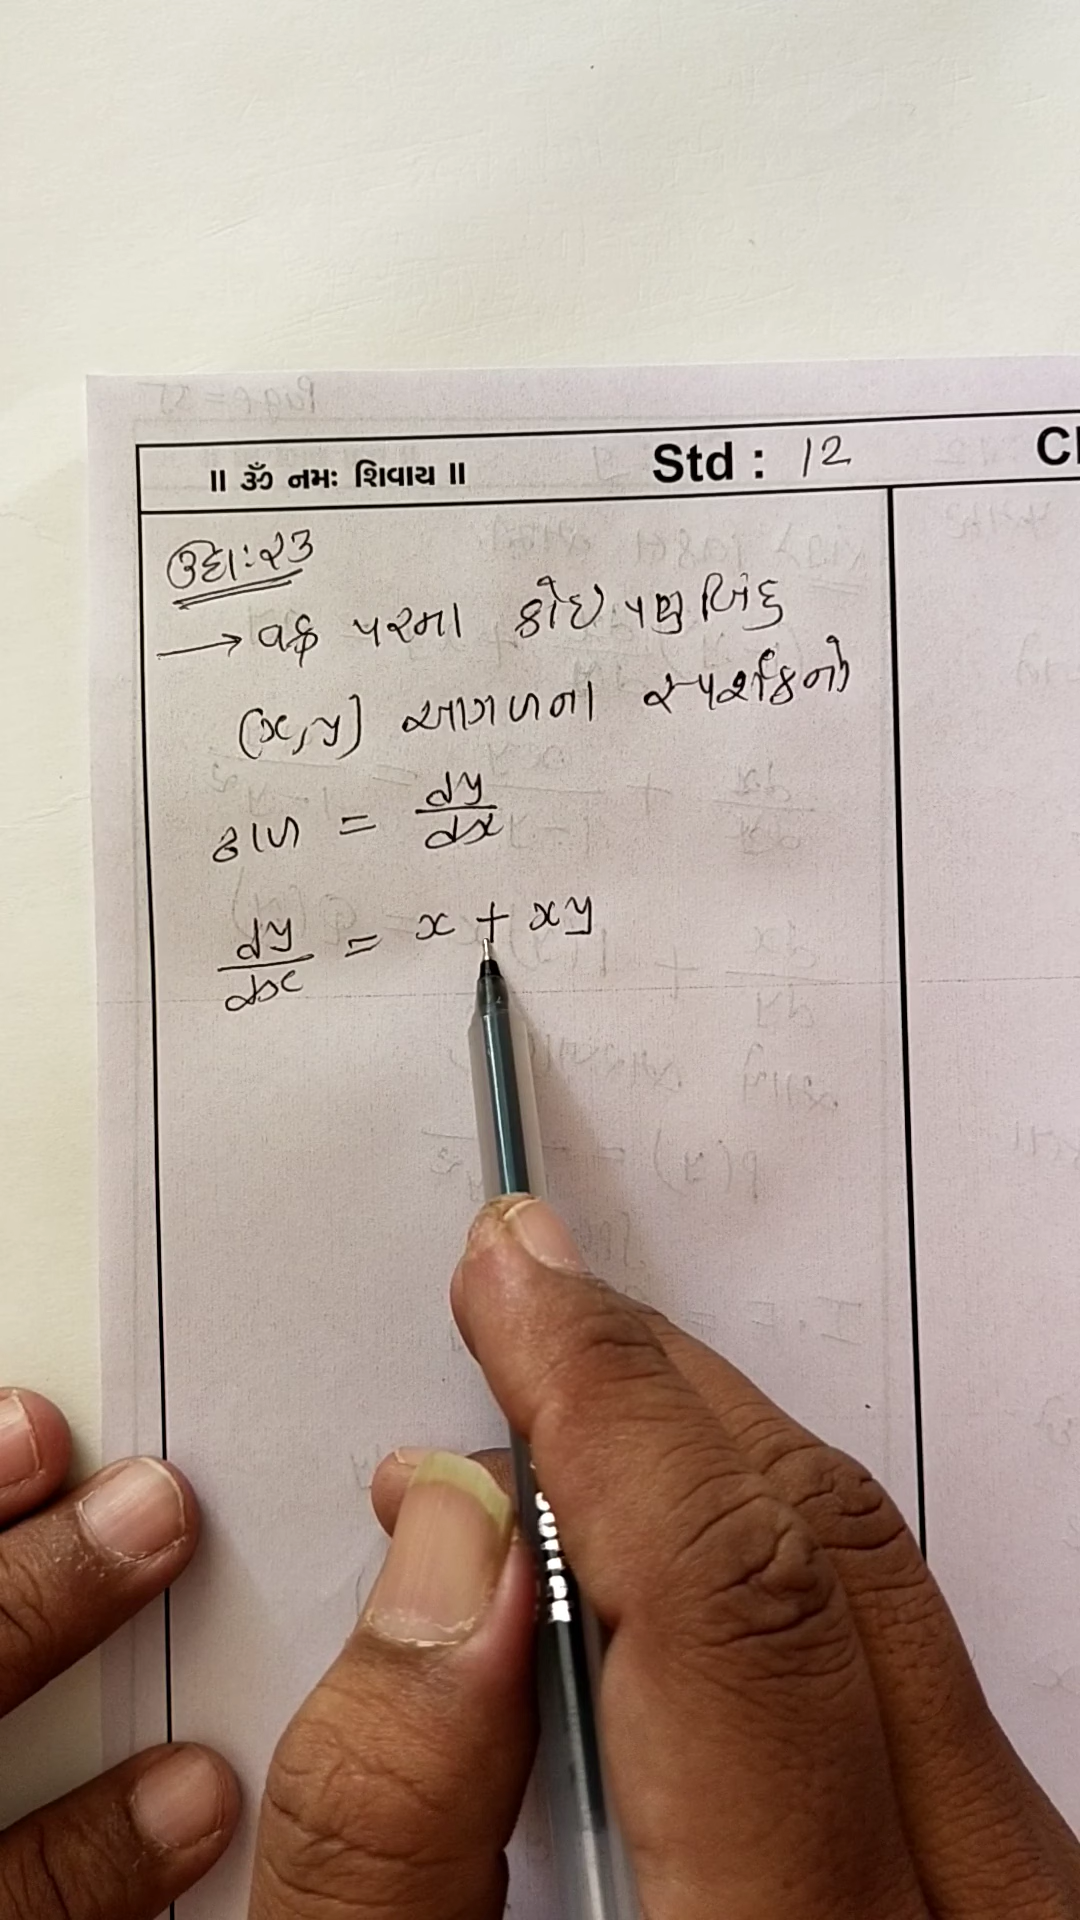 ॥ ૐ નમઃ શિવાય ॥ Std : 12
ઉદા:૨૩
→ વક્ર પરના કોઈ પણ બિંદુ
(x,y) આગળના સ્પર્શકનો
ઢાળ = dy/dx
dy/dx = x + xy